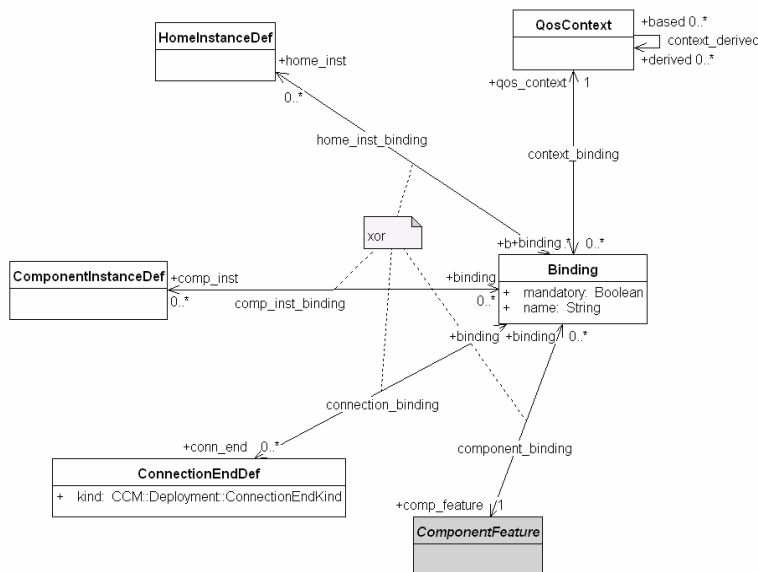 HomeInstanceDef
QosContext
+based 0..*
context_derived
+derived 0..*
+home_inst
0..*
+qos_context 1
home_inst_binding
context_binding
xor
+binding
0..*
Binding
+ mandatory: Boolean
+ name: String
ComponentInstanceDef
+comp_inst
0..*
comp_inst_binding
+binding
0..*
+binding +binding 0..*
connection_binding
component_binding
+conn_end 0..*
ConnectionEndDef
+ kind: CCM::Deployment::ConnectionEndKind
+comp_feature 1
ComponentFeature